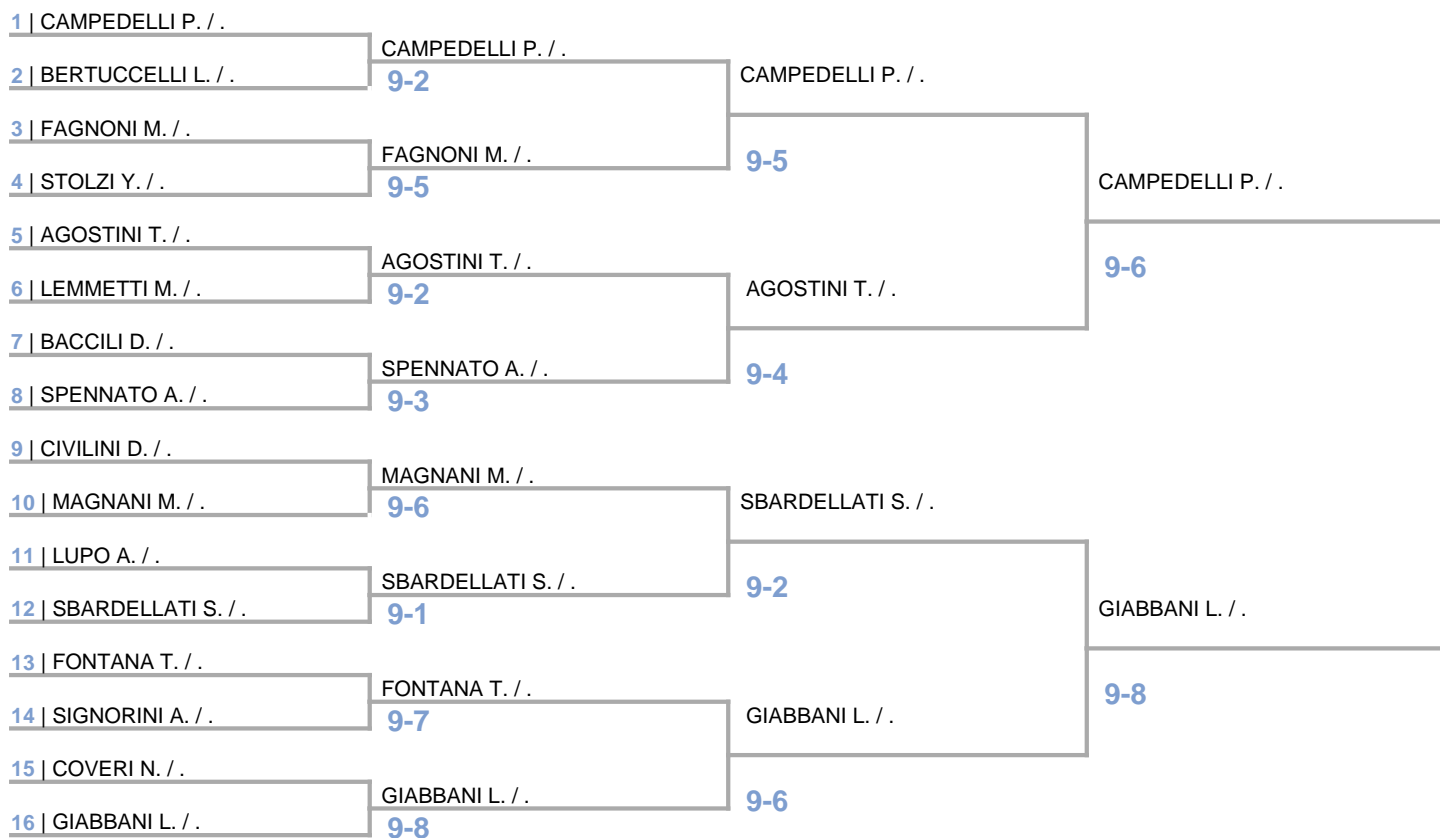 1 | CAMPEDELLI P. / .
2 | BERTUCCELLI L. / .
3 | FAGNONI M. / .
4 | STOLZI Y. / .
5 | AGOSTINI T. / .
6 | LEMMETTI M. / .
7 | BACCILI D. / .
8 | SPENNATO A. / .
9 | CIVILINI D. / .
10 | MAGNANI M. / .
11 | LUPO A. / .
12 | SBARDELLATI S. / .
13 | FONTANA T. / .
14 | SIGNORINI A. / .
15 | COVERI N. / .
16 | GIABBANI L. / .
CAMPEDELLI P. / .
9-2
FAGNONI M. / .
9-5
AGOSTINI T. / .
9-2
SPENNATO A. / .
9-3
MAGNANI M. / .
9-6
SBARDELLATI S. / .
9-1
FONTANA T. / .
9-7
GIABBANI L. / .
9-8
CAMPEDELLI P. / .
9-5
AGOSTINI T. / .
9-4
SBARDELLATI S. / .
9-2
GIABBANI L. / .
9-6
CAMPEDELLI P. / .
9-6
GIABBANI L. / .
9-8